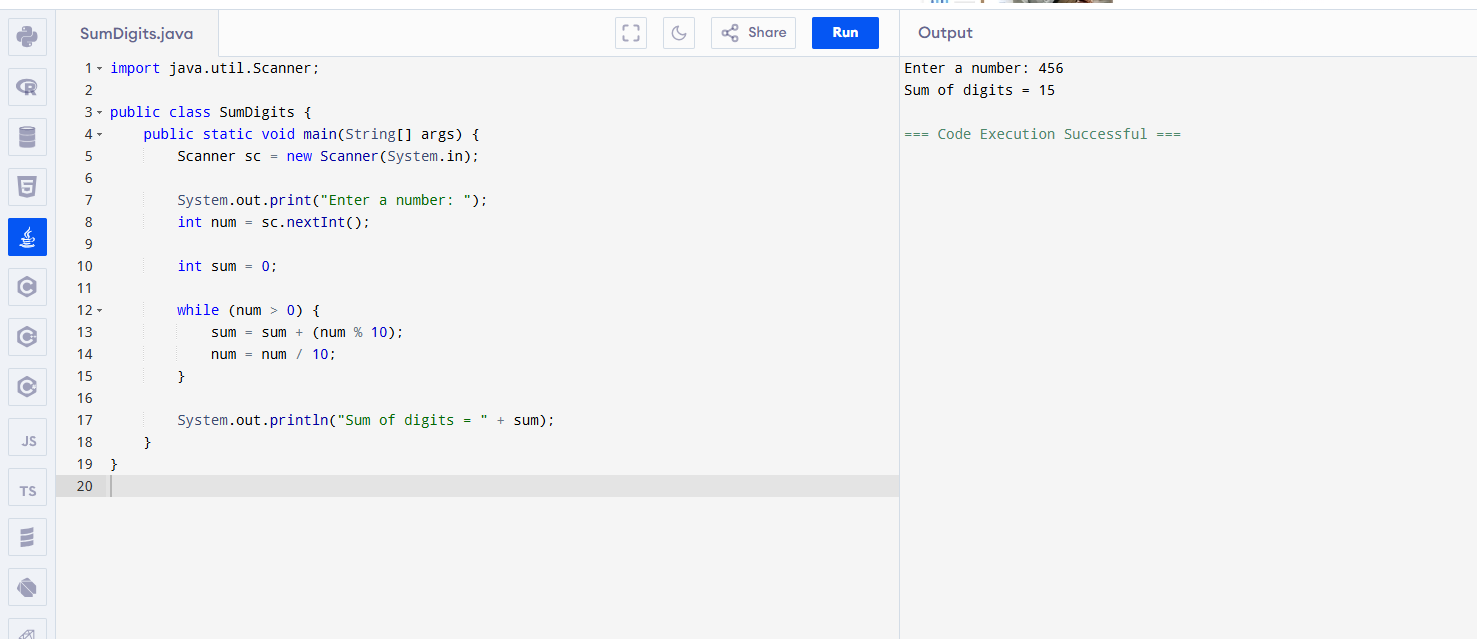 SumDigits.java
Share
Run
Output
1 import java.util.Scanner;
2
3 public class SumDigits {
4     public static void main(String[] args) {
5         Scanner sc = new Scanner(System.in);
6
7         System.out.print("Enter a number: ");
8         int num = sc.nextInt();
9
10         int sum = 0;
11
12         while (num > 0) {
13             sum = sum + (num % 10);
14             num = num / 10;
15         }
16
17         System.out.println("Sum of digits = " + sum);
18     }
19 }
20
Enter a number: 456
Sum of digits = 15
=== Code Execution Successful ===
R
5
C
C
C
JS
TS